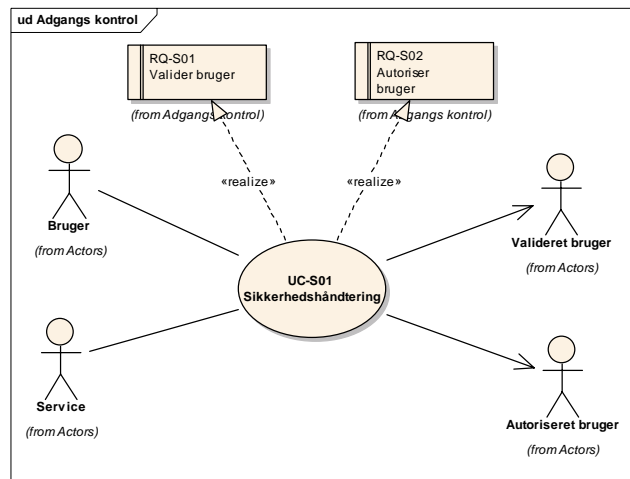 ud Adgangs kontrol
RQ-S01
Valider bruger
(from Adgangs kontrol)
RQ-S02
Autoriser
bruger
(from Adgangs kontrol)
«realize»
«realize»
Bruger
(from Actors)
Valideret bruger
(from Actors)
UC-S01
Sikkerhedshåndtering
Service
(from Actors)
Autoriseret bruger
(from Actors)